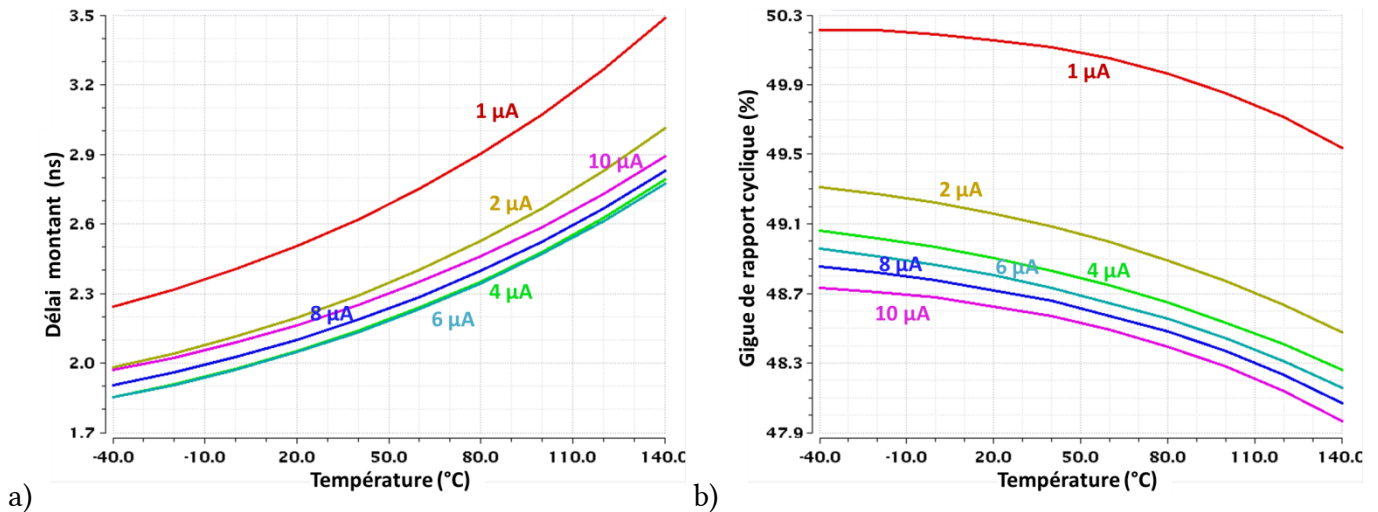 3.5
3.2
2.9
2.6
2.3
2.0
1.7
Délai montant (ns)
1 µA
10 µA
2 µA
8 µA
4 µA
6 µA
-40.0 -10.0 20.0 50.0 80.0 110.0 140.0
Température (°C)
a)
50.3
49.9
49.5
49.1
48.7
48.3
47.9
Gigue de rapport cyclique (%)
1 µA
2 µA
8 µA 6 µA 4 µA
10 µA
-40.0 -10.0 20.0 50.0 80.0 110.0 140.0
Température (°C)
b)